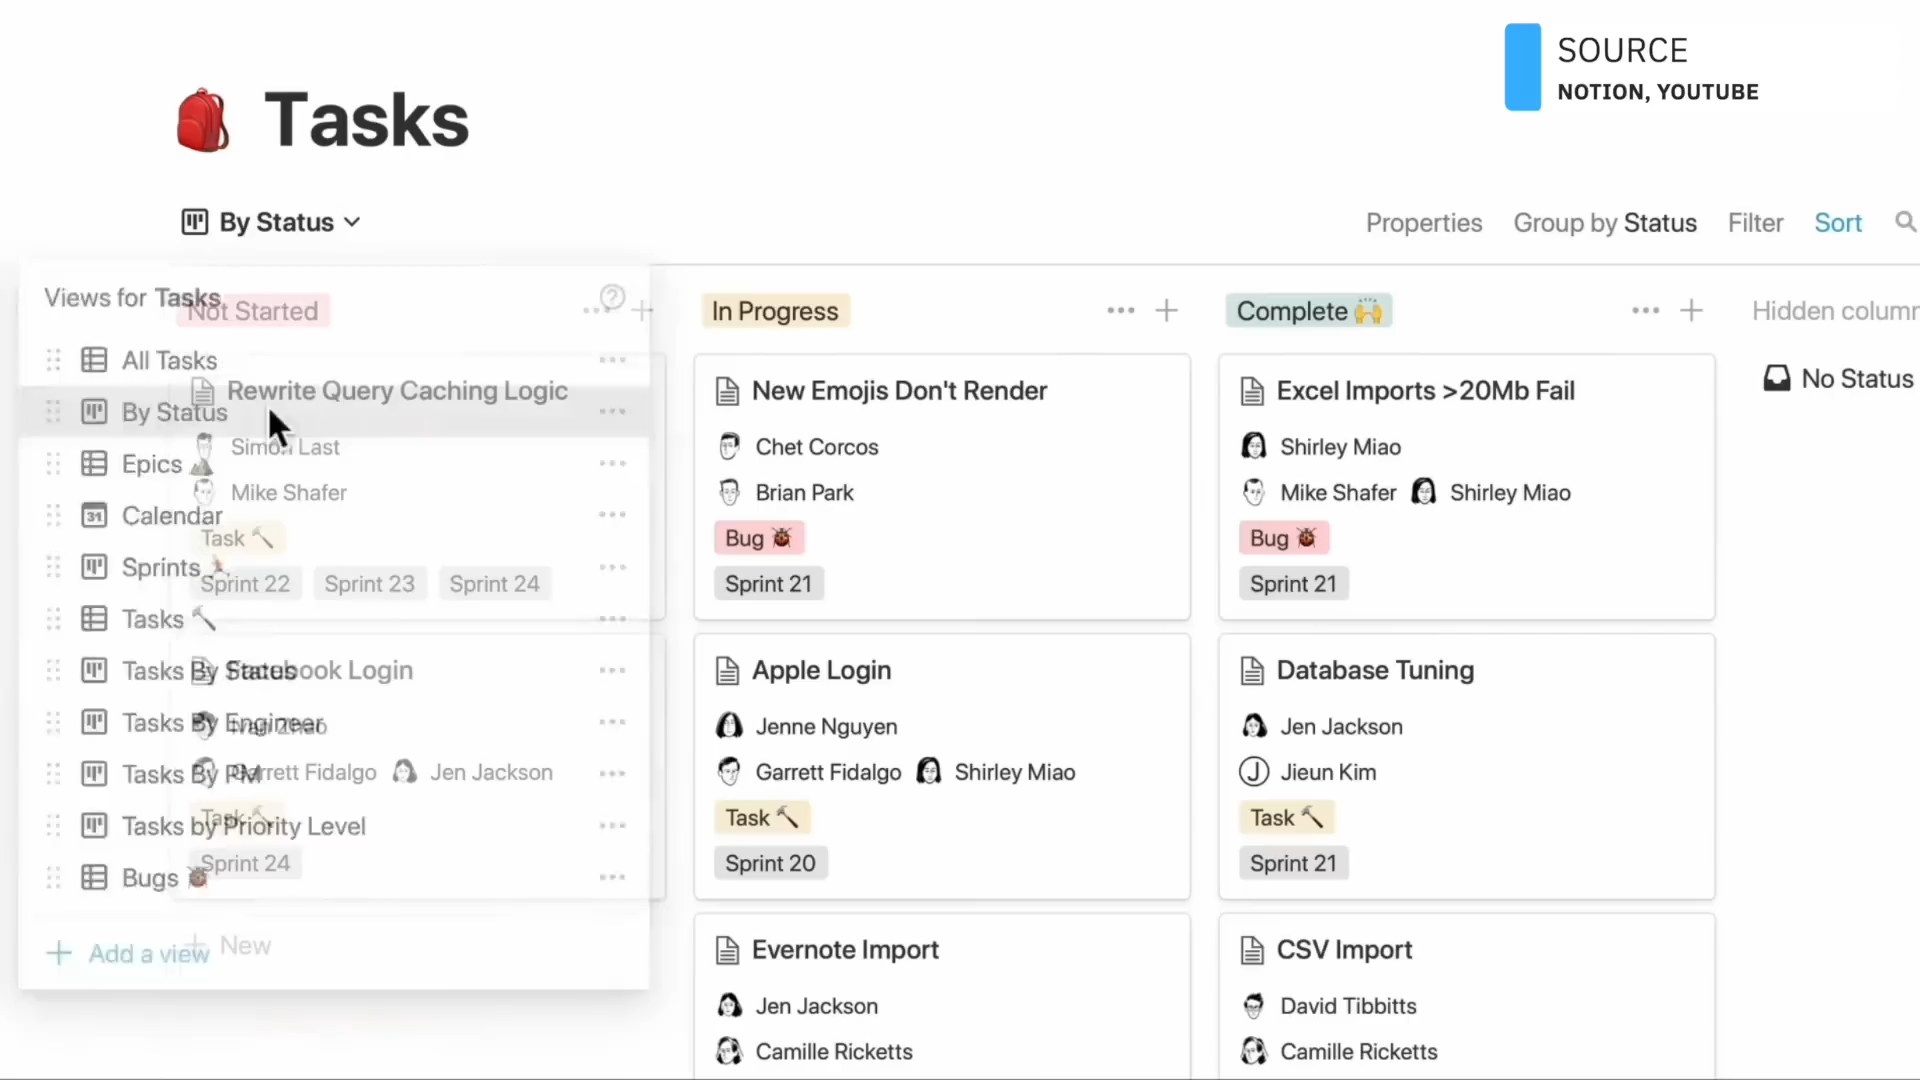 SOURCE
NOTION, YOUTUBE
Tasks
By Status
Properties
Group by Status
Filter
Sort
Views for Tasks
All Tasks
By Status
Epics
31
Calendar
Sprints
Tasks
Tasks By Status
Tasks By Engineer
Tasks By PM
Tasks by Priority Level
Bugs
Add a view
Not Started
Rewrite Query Caching Logic
Simon Last
Mike Shafer
Task
Sprint 22 Sprint 23 Sprint 24
Facebook Login
Ivan Zhao
Garrett Fidalgo Jen Jackson
Task
Sprint 24
New
In Progress
New Emojis Don't Render
Chet Corcos
Brian Park
Bug
Sprint 21
Apple Login
Jenne Nguyen
Garrett Fidalgo Shirley Miao
Task
Sprint 20
Evernote Import
Jen Jackson
Camille Ricketts
Complete
Excel Imports >20Mb Fail
Shirley Miao
Mike Shafer Shirley Miao
Bug
Sprint 21
Database Tuning
Jen Jackson
J Jieun Kim
Task
Sprint 21
CSV Import
David Tibbitts
Camille Ricketts
Hidden column
No Status